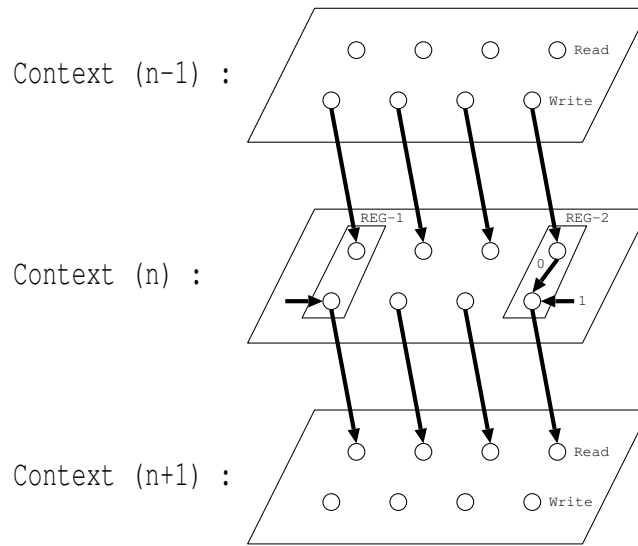 Read
Context (n-1) :
Write
REG-1 REG-2
0
Context (n) :
1
Read
Context (n+1) :
Write